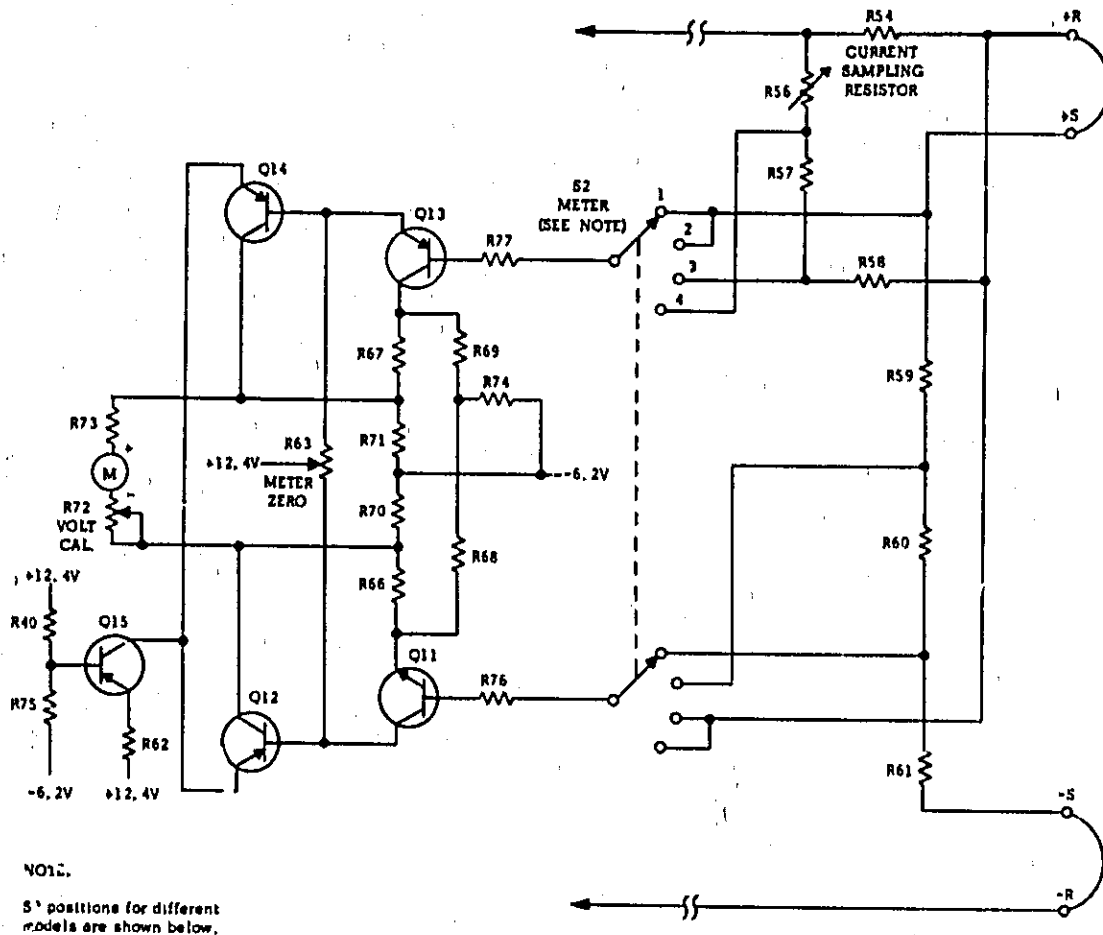 R54
+R
CURRENT
SAMPLING
RESISTOR
R56
+S
R57
Q14
S2
METER
(SEE NOTE)
1
Q13
R77
2
3
R58
4
R67
R69
R59
R74
R73
R71
R63
+
+12,4V
-6,2V
M
METER
ZERO
-
R72
VOLT
CAL.
R70
R60
R68
R66
+12,4V
R40
Q15
Q11
R76
R75
Q12
R62
R61
-6,2V
+12,4V
-S
positions for different
models are shown below,
-R